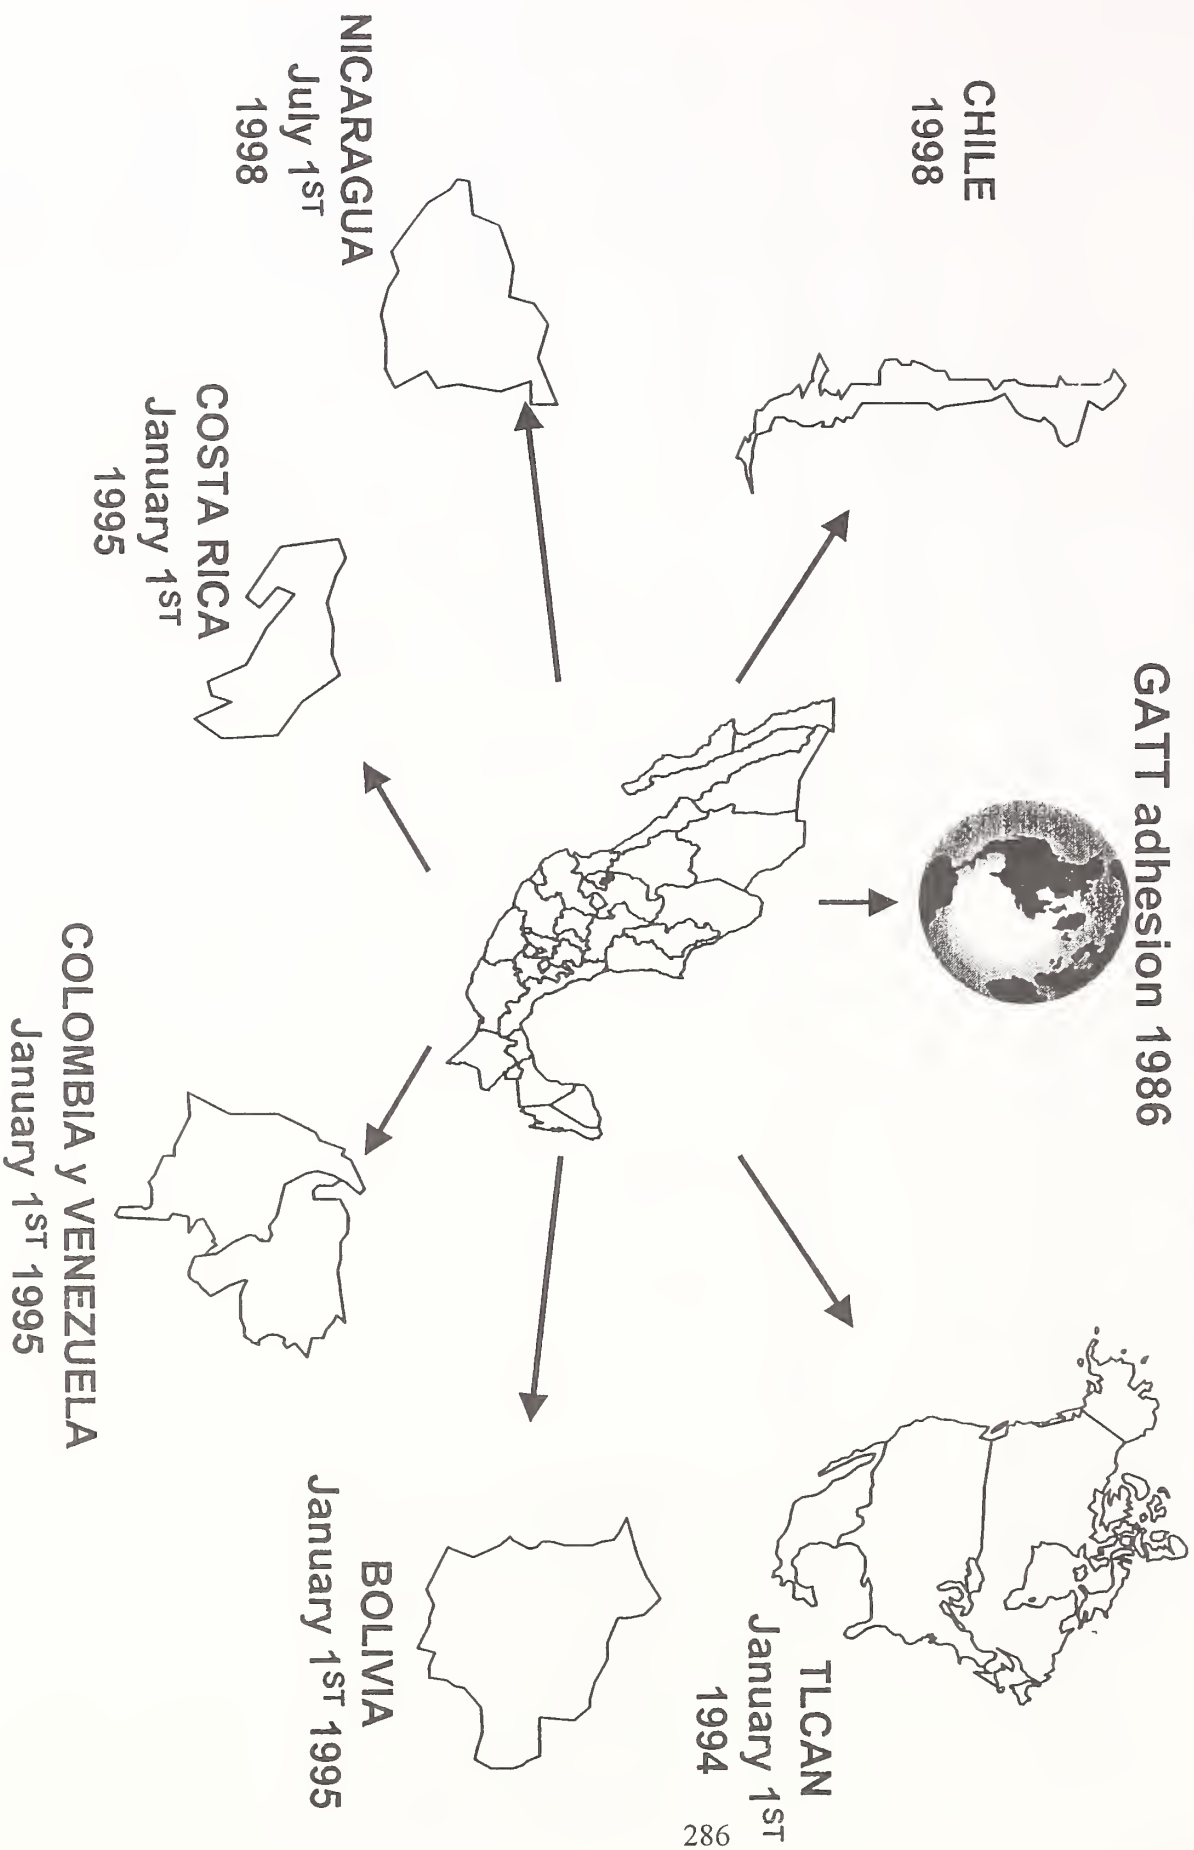 GATT adhesion 1986
CHILE
1998
TLCAN
January 1ST
1994
NICARAGUA
July 1ST
1998
BOLIVIA
January 1ST 1995
COSTA RICA
January 1ST
1995
COLOMBIA y VENEZUELA
January 1ST 1995
286